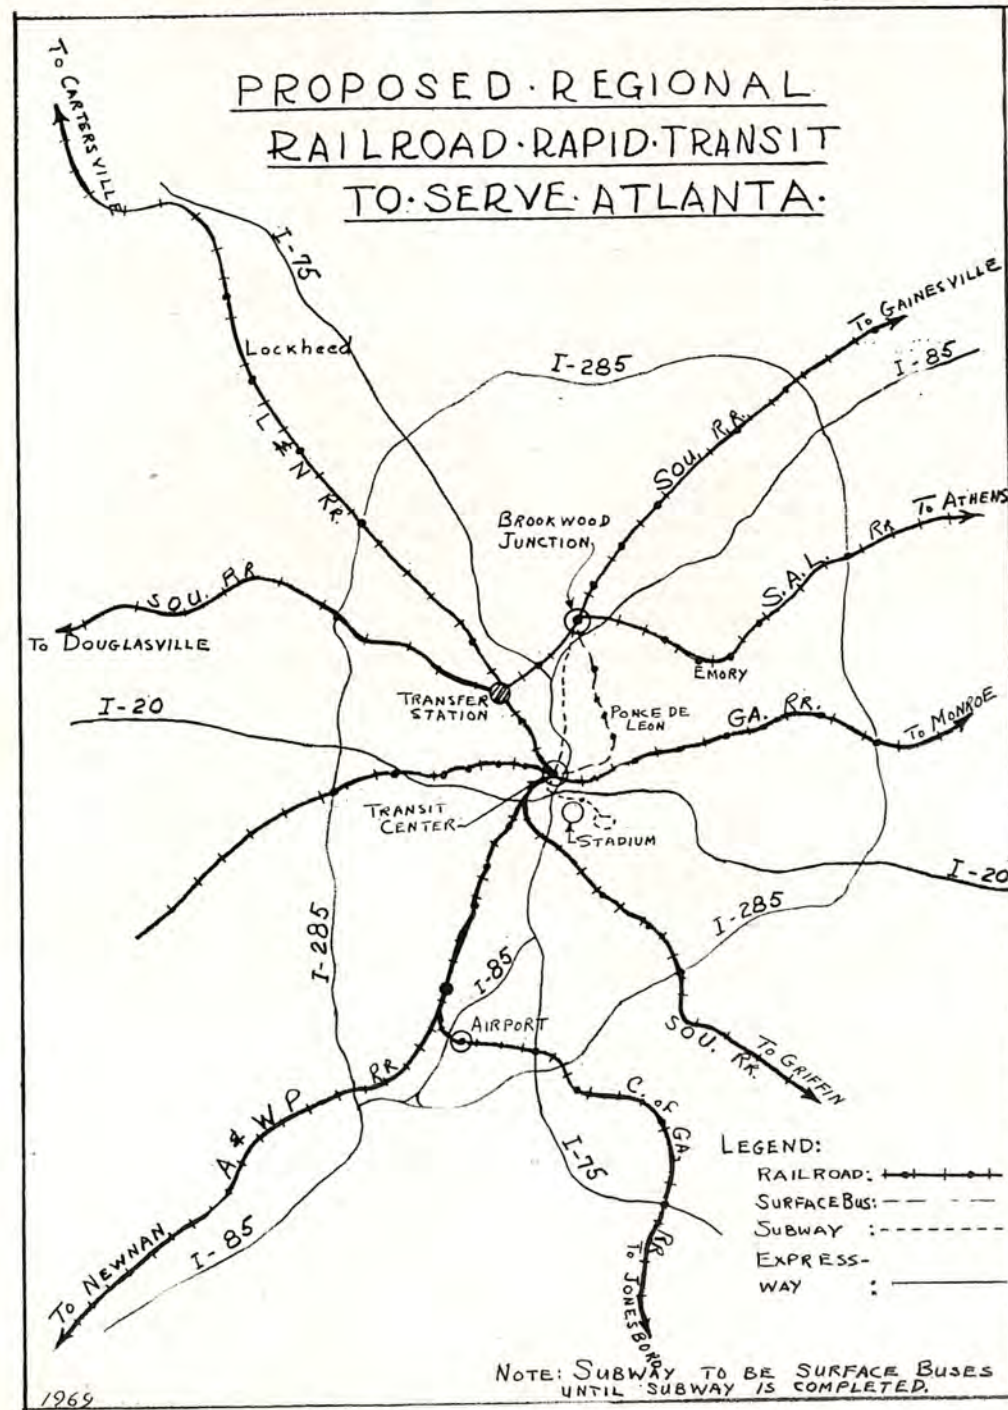 PROPOSED · REGIONAL
RAILROAD · RAPID · TRANSIT
TO · SERVE · ATLANTA ·
To CARTERSVILLE
I-75
To GAINESVILLE
Lockheed
I-285
I-85
L & N RR.
SOU. R.R.
BROOKWOOD
JUNCTION
To ATHENS
S.A.L. RR
SOU. RR
To DOUGLASVILLE
EMORY
TRANSFER
STATION
I-20
PONCE DE
LEON
GA. RR.
To MONROE
TRANSIT
CENTER
STADIUM
I-20
I-285
I-285
I-85
AIRPORT
SOU. RR.
To GRIFFIN
A & W P RR
C. of GA. RR
I-75
To NEWNAN
I-85
To JONESBORO
LEGEND:
RAILROAD:
SURFACE BUS:
SUBWAY :
EXPRESS-
WAY :
NOTE: SUBWAY TO BE SURFACE BUSES
UNTIL SUBWAY IS COMPLETED.
1969